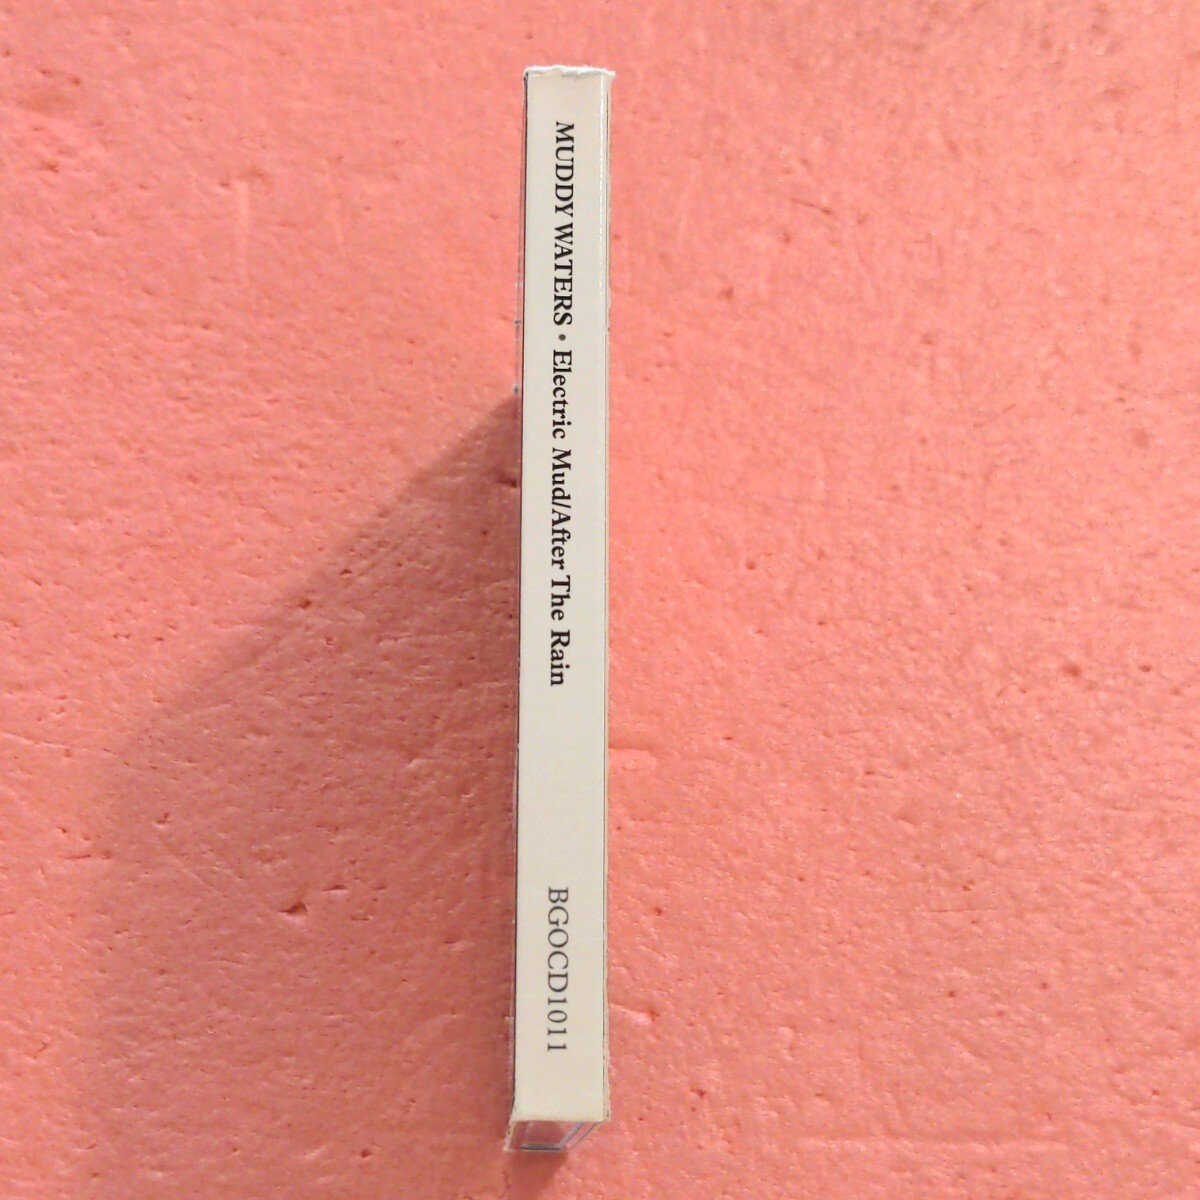 MUDDY WATERS • Electric Mud/After The Rain
BGOCD1011